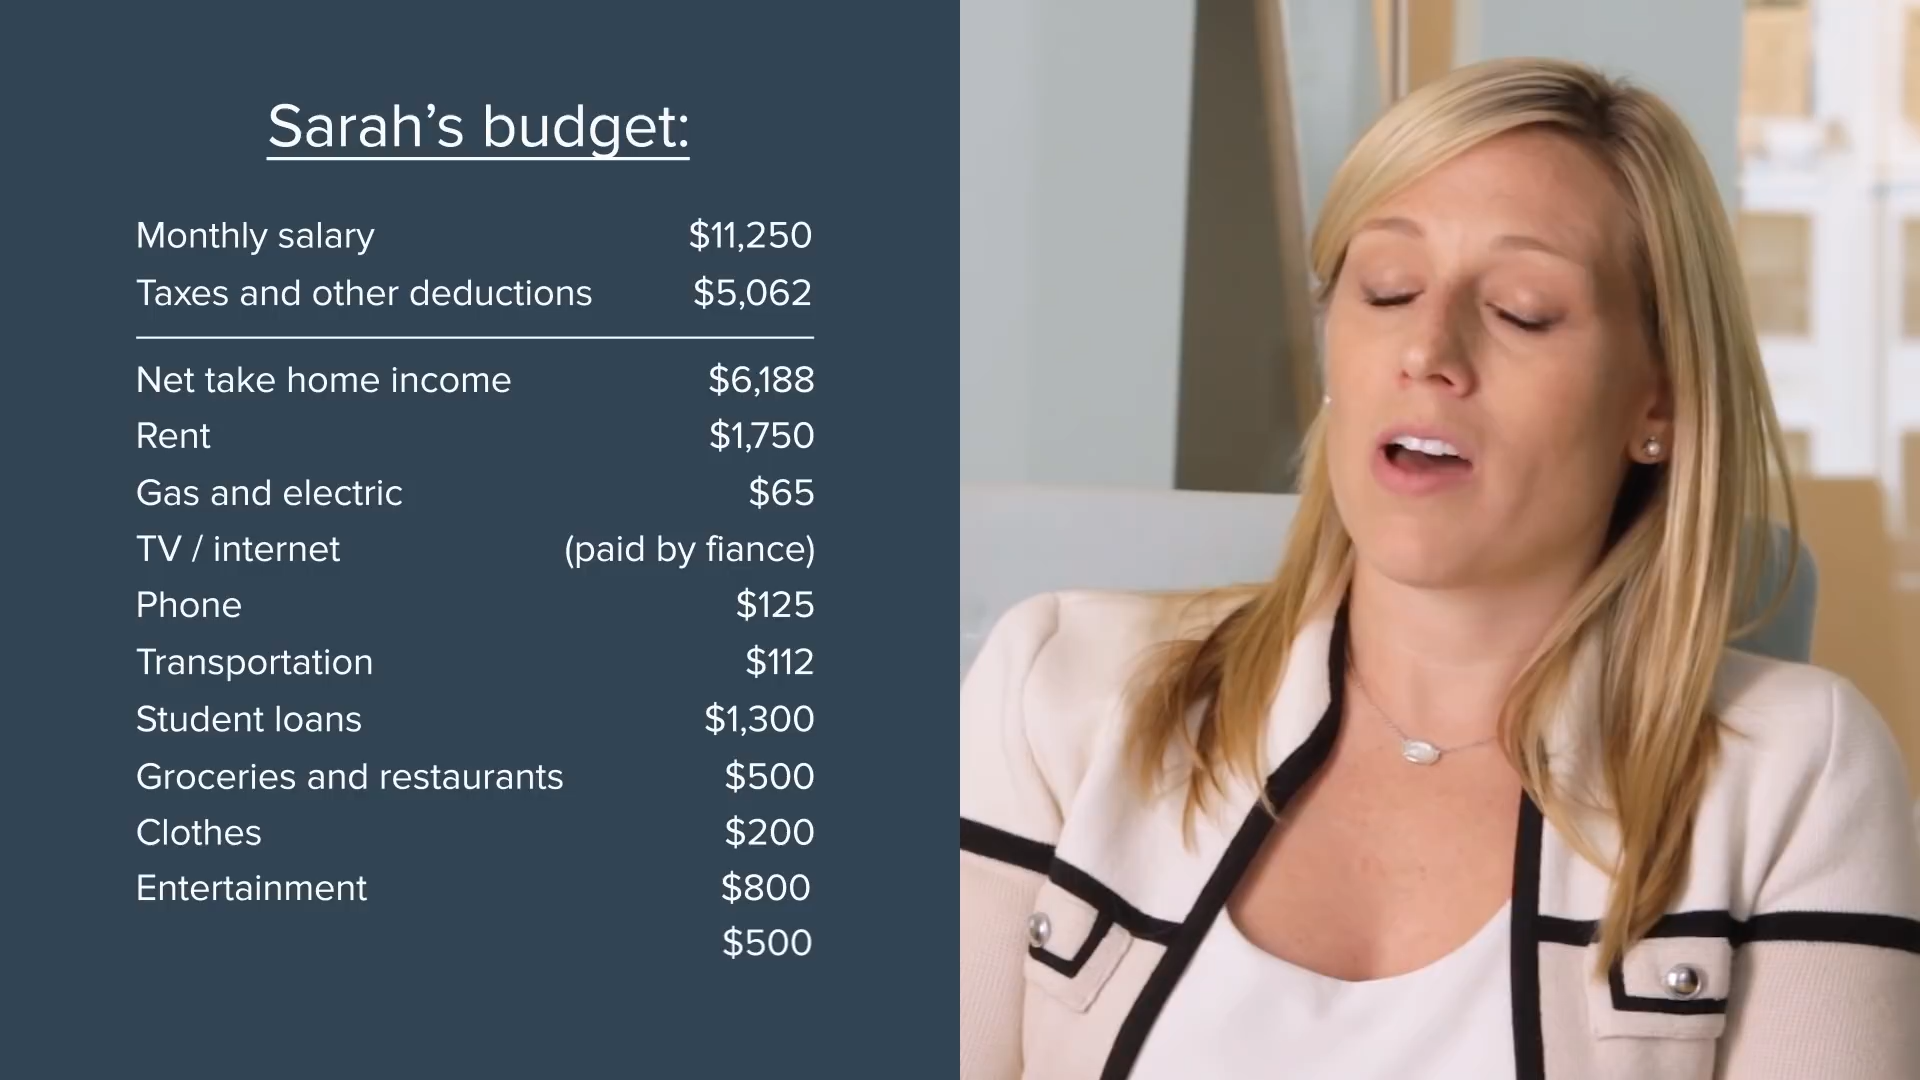 Sarah’s budget:
Monthly salary $11,250
Taxes and other deductions $5,062
Net take home income $6,188
Rent $1,750
Gas and electric $65
TV / internet (paid by fiance)
Phone $125
Transportation $112
Student loans $1,300
Groceries and restaurants $500
Clothes $200
Entertainment $800
$500